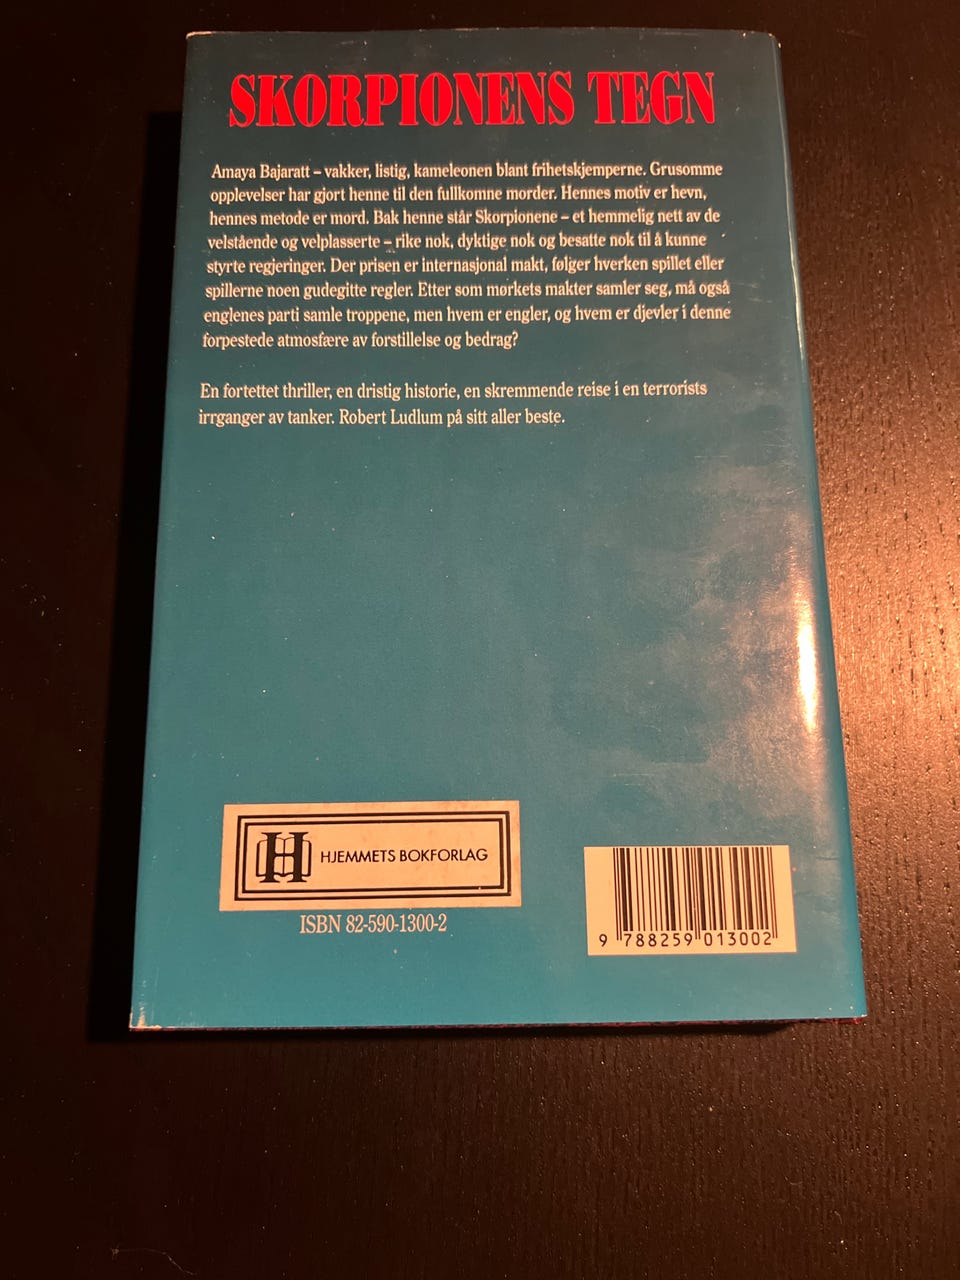 SKORPIONENS TEGN
Amaya Bajaratt – vakker, listig, kameleonen blant frihetskjemperne. Grusomme
opplevelser har gjort henne til den fullkomne morder. Hennes motiv er hevn,
hennes metode er mord. Bak henne står Skorpionene – et hemmelig nett av de
velstående og velplasserte – rike nok, dyktige nok og besatte nok til å kunne
styrte regjeringer. Der prisen er internasjonal makt, følger hverken spillet eller
spillerne noen gudegitte regler. Etter som mørkets makter samler seg, må også
englenes parti samle troppene, men hvem er engler, og hvem er djevler i denne
forpestede atmosfære av forstillelse og bedrag?
En fortettet thriller, en dristig historie, en skremmende reise i en terrorists
irrganger av tanker. Robert Ludlum på sitt aller beste.
H HJEMMETS BOKFORLAG
ISBN 82-590-1300-2
9 788259 013002